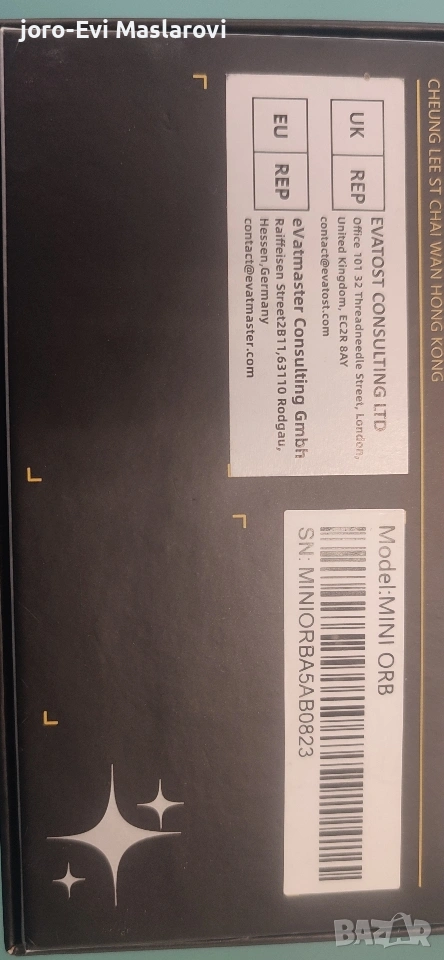 joro-Evi Maslarovi
CHEUNG LEE ST CHAI WAN HONG KONG
UK REP
EVATOST CONSULTING LTD
Office 101 32 Threadneedle Street, London,
United Kingdom, EC2R 8AY
contact@evatost.com
EU REP
eVatmaster Consulting Gmbh
Raiffeisen Street2B11,63110 Rodgau,
Hessen,Germany
contact@evatmaster.com
Model:MINI ORB
SN: MINIORBA5AB0823
BAZAR